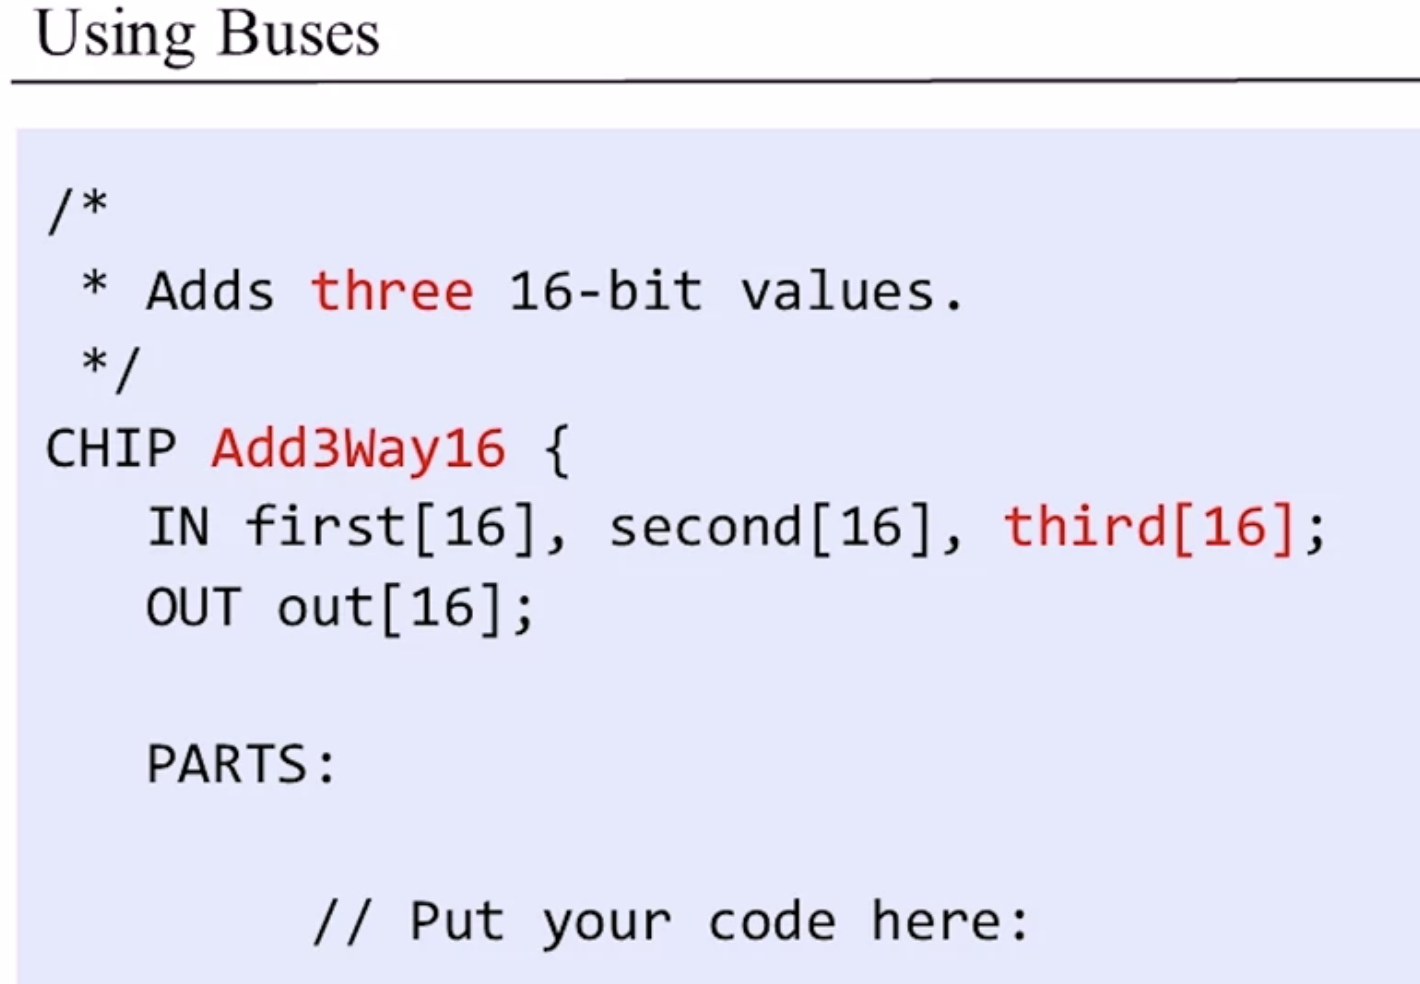 Using Buses
/*
* Adds three 16-bit values.
*/
CHIP Add3Way16 {
IN first[16], second[16], third[16];
OUT out[16];
PARTS:
// Put your code here: